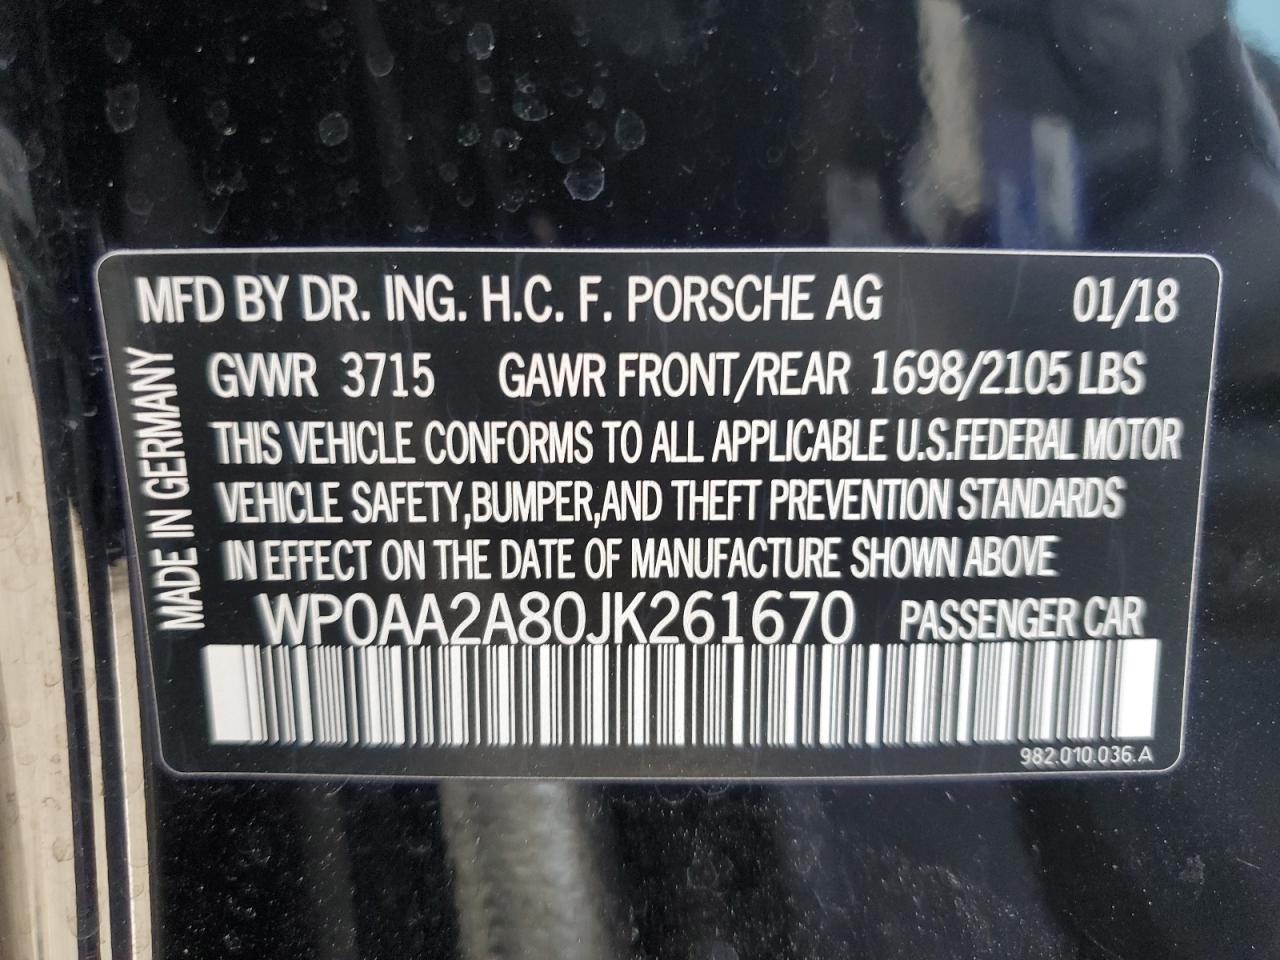 MFD BY DR. ING. H.C. F. PORSCHE AG 01/18
GVWR 3715 GAWR FRONT/REAR 1698/2105 LBS
THIS VEHICLE CONFORMS TO ALL APPLICABLE U.S.FEDERAL MOTOR
VEHICLE SAFETY,BUMPER,AND THEFT PREVENTION STANDARDS
IN EFFECT ON THE DATE OF MANUFACTURE SHOWN ABOVE
WP0AA2A80JK261670 PASSENGER CAR
982.010.036.A
MADE IN GERMANY